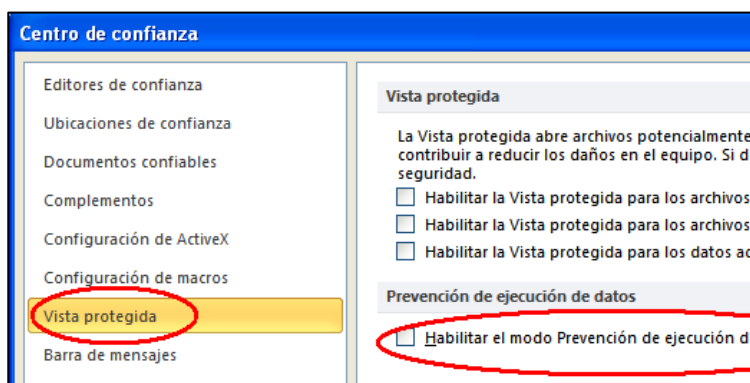 Centro de confianza
Editores de confianza
Ubicaciones de confianza
Documentos confiables
Complementos
Configuración de ActiveX
Configuración de macros
Vista protegida
Barra de mensajes
Vista protegida
La Vista protegida abre archivos potencialmente
contribuir a reducir los daños en el equipo. Si d
seguridad.
Habilitar la Vista protegida para los archivos
Habilitar la Vista protegida para los archivos
Habilitar la Vista protegida para los datos ad
Prevención de ejecución de datos
Habilitar el modo Prevención de ejecución d